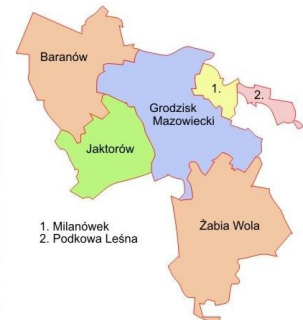 Baranów
1.
2.
Grodzisk
Mazowiecki
Jaktorów
1. Milanówek
2. Podkowa Leśna
Żabia Wola